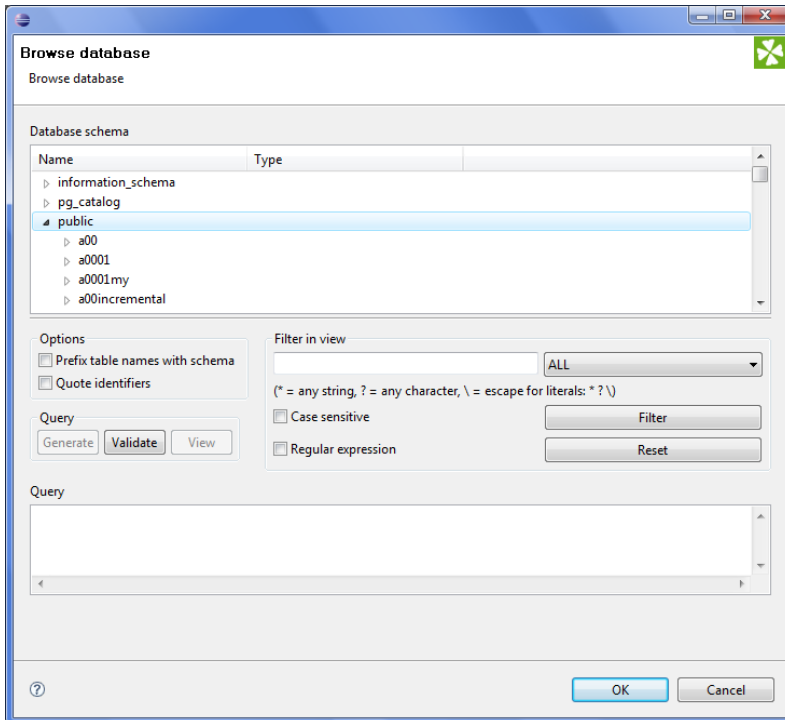 Browse database
Browse database
Database schema
Name Type
information_schema
pg_catalog
public
a00
a0001
a0001my
a00incremental
Options
Prefix table names with schema
Quote identifiers
Filter in view
ALL
(* = any string, ? = any character, \ = escape for literals: * ? \)
Case sensitive Filter
Regular expression Reset
Query
Generate Validate View
Query
OK Cancel